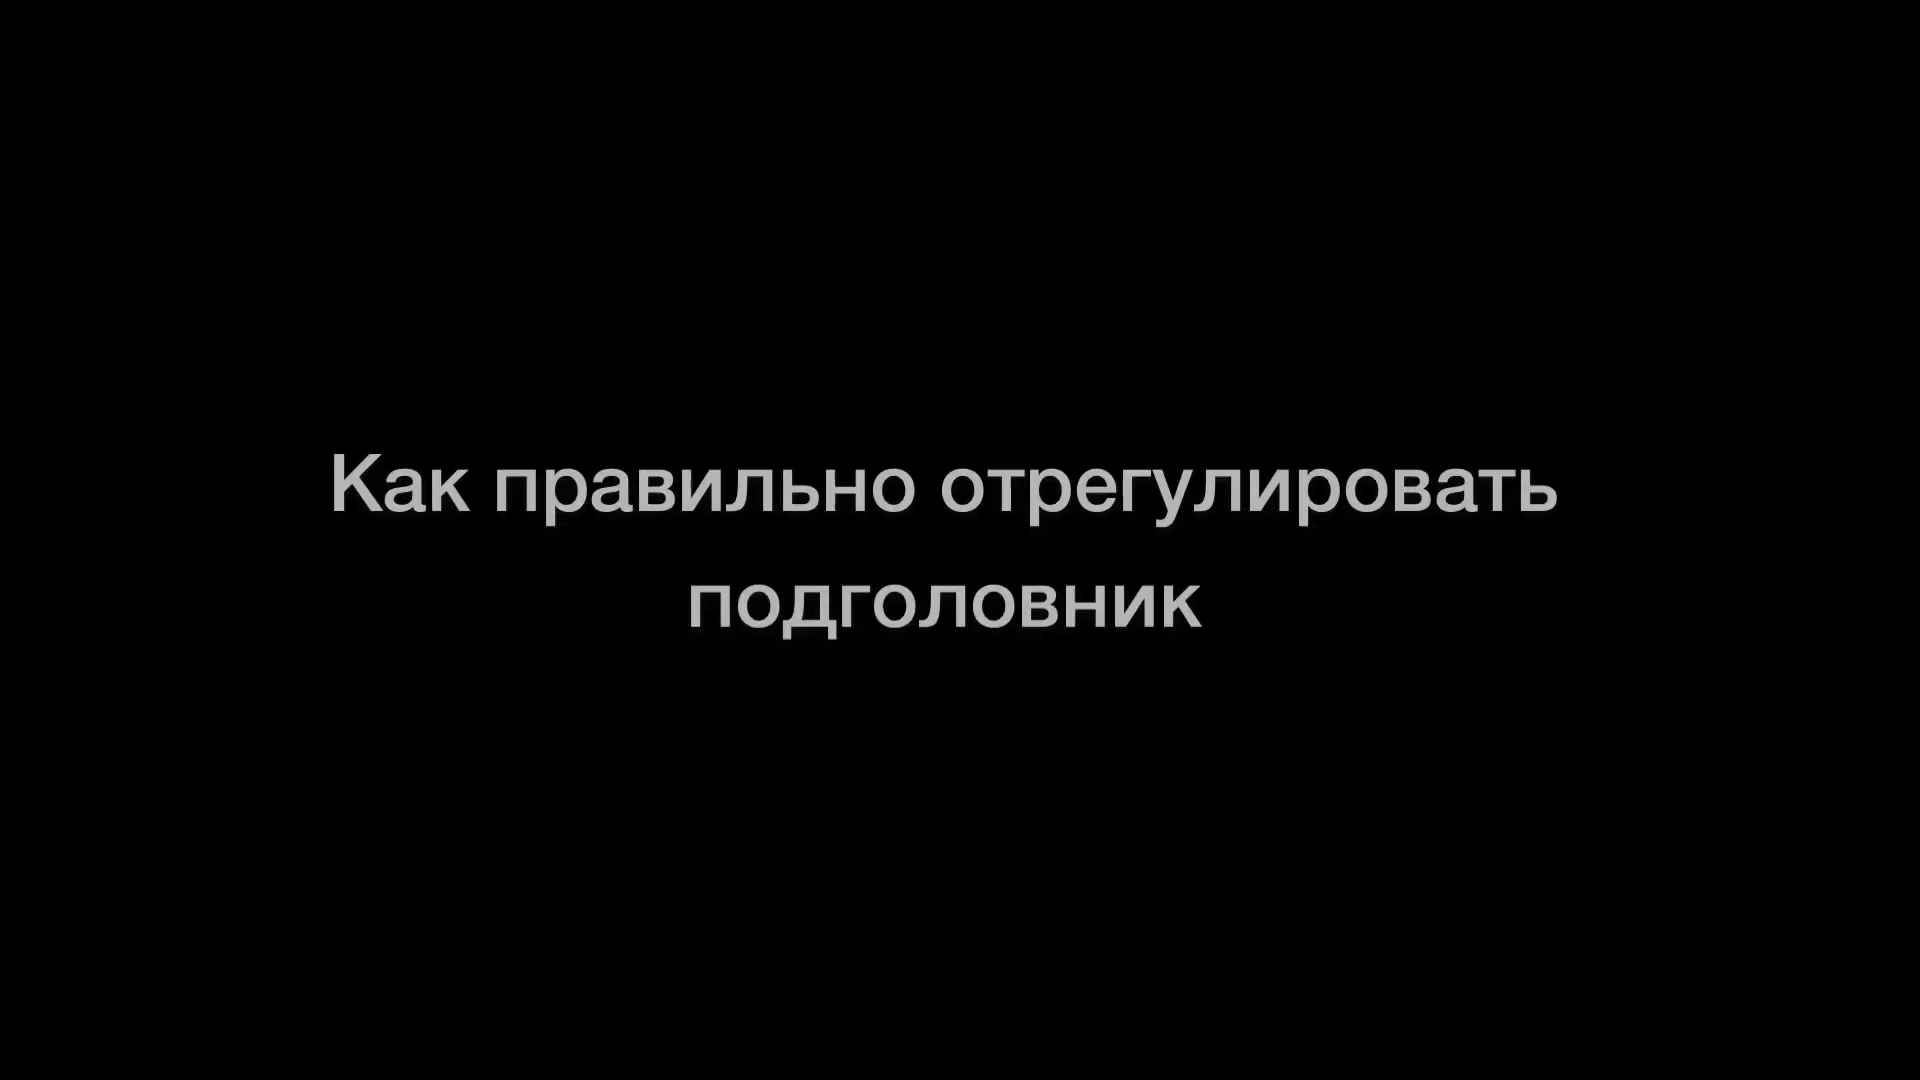 Как правильно отрегулировать
подголовник